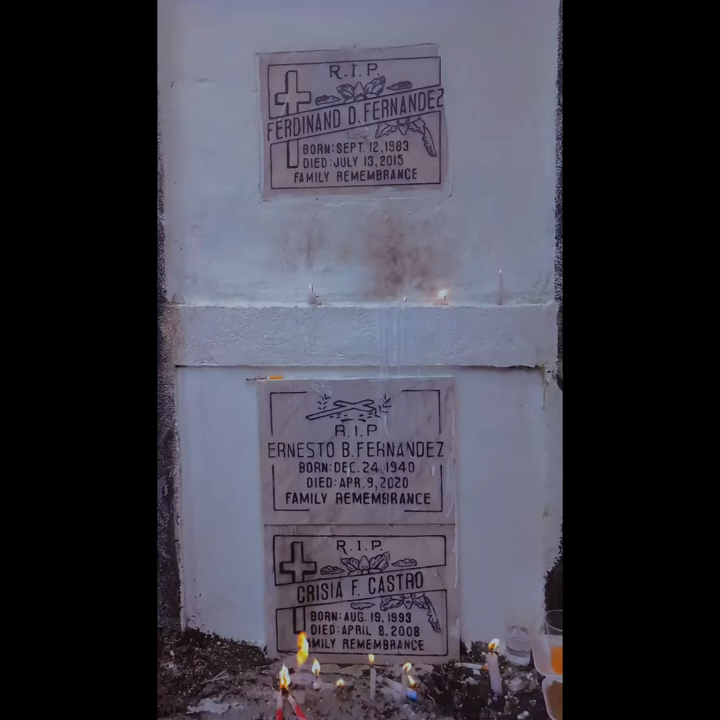 R.I.P.
FERDINAND D. FERNANDEZ
BORN: SEPT. 12, 1983
DIED: JULY 13, 2015
FAMILY REMEMBRANCE
R.I.P
ERNESTO B. FERNANDEZ
BORN: DEC. 24, 1940
DIED: APR. 9, 2020
FAMILY REMEMBRANCE
R.I.P.
CRISIA F. CASTRO
BORN: AUG. 19, 1993
DIED: APRIL 8, 2008
FAMILY REMEMBRANCE